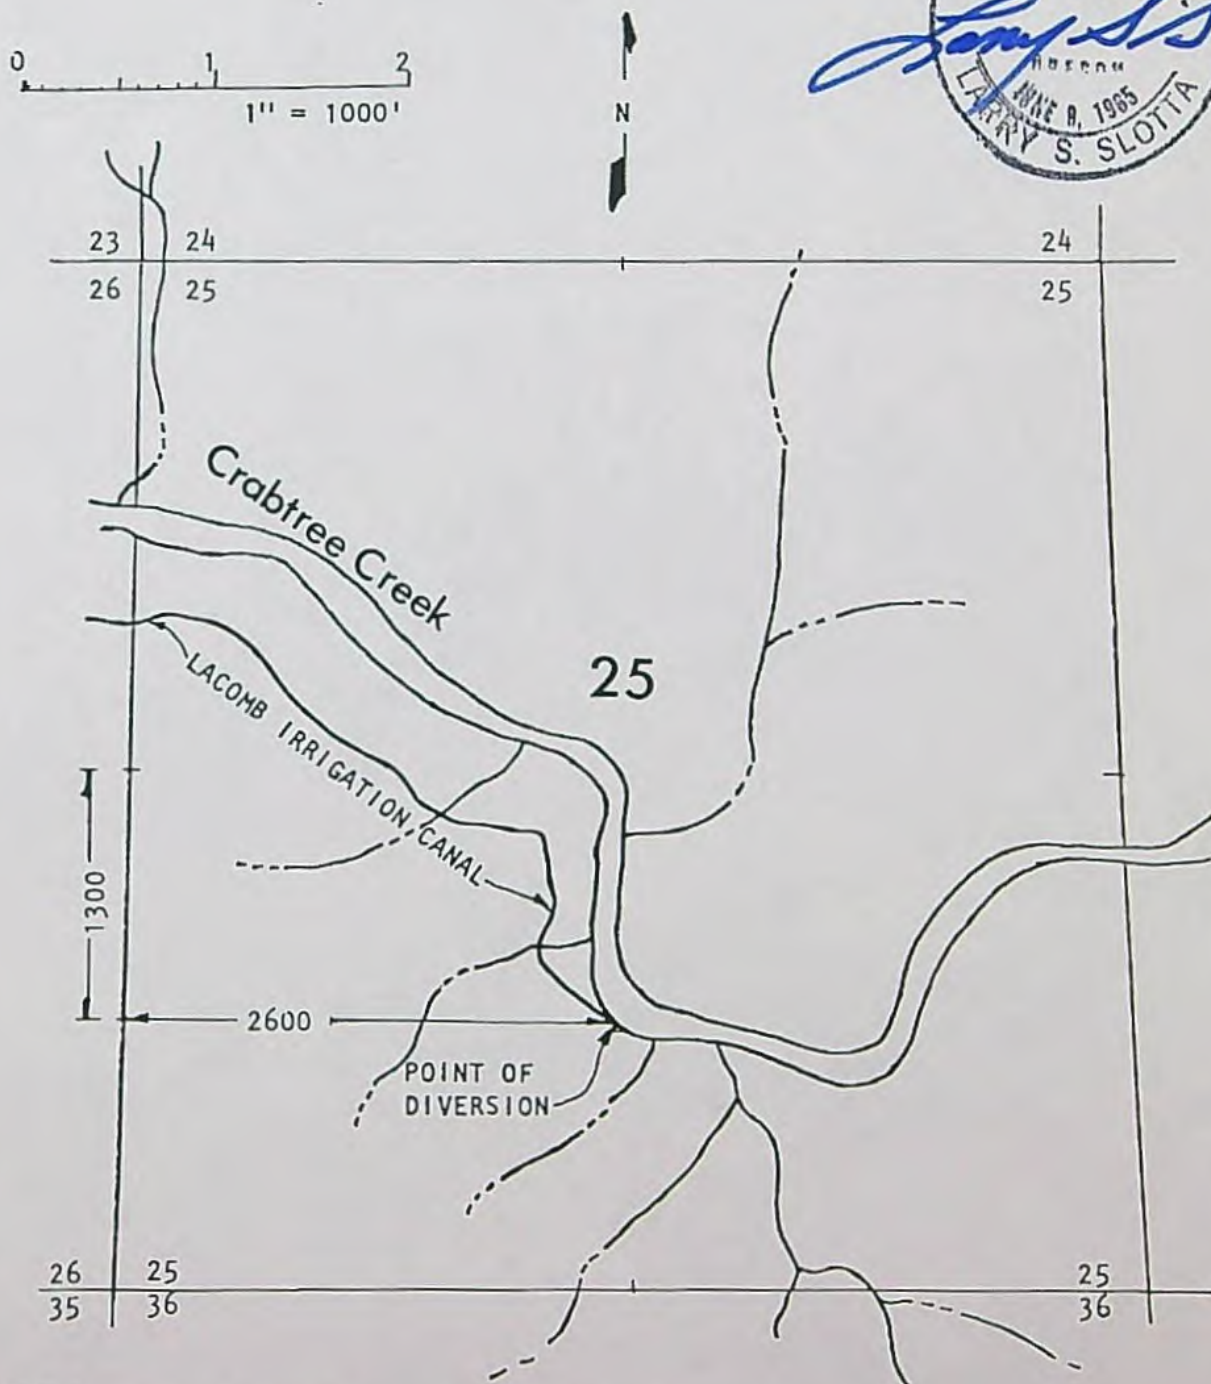 0 1 2
1" = 1000'
N
JUNE 8, 1965
LARRY S. SLOTTA
23 24
26 25
24
25
Crabtree Creek
25
LACOMB IRRIGATION CANAL
1300
2600
POINT OF
DIVERSION
26 25
35 36
25
36